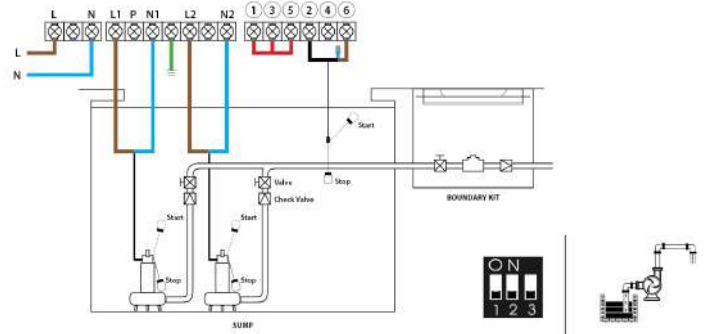 L N L1 P N1 L2 N2 1 3 5 2 4 6
L
N
Start
Stop
Valve
Check Valve
Start
Start
Stop
Stop
BOUNDARY KIT
SUMP
ON
1 2 3